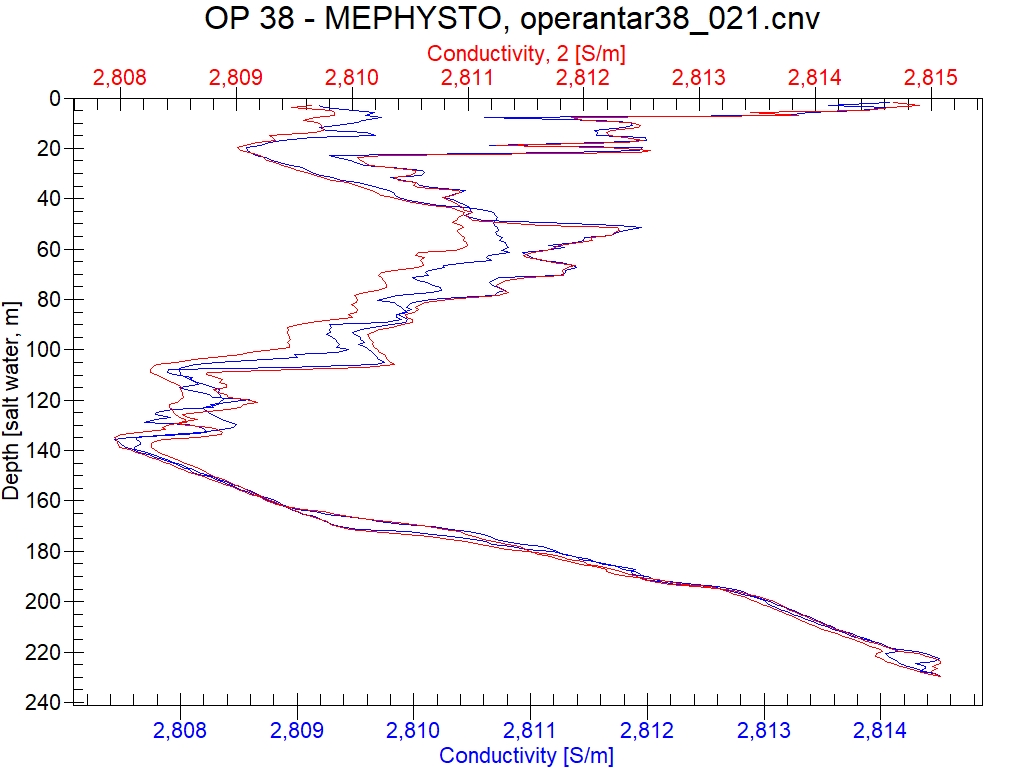 OP 38 - MEPHYSTO, operantar38_021.cnv
Conductivity, 2 [S/m]
2,808 2,809 2,810 2,811 2,812 2,813 2,814 2,815
0
20
40
60
80
100
120
140
160
180
200
220
240
Depth [salt water, m]
2,808 2,809 2,810 2,811 2,812 2,813 2,814
Conductivity [S/m]